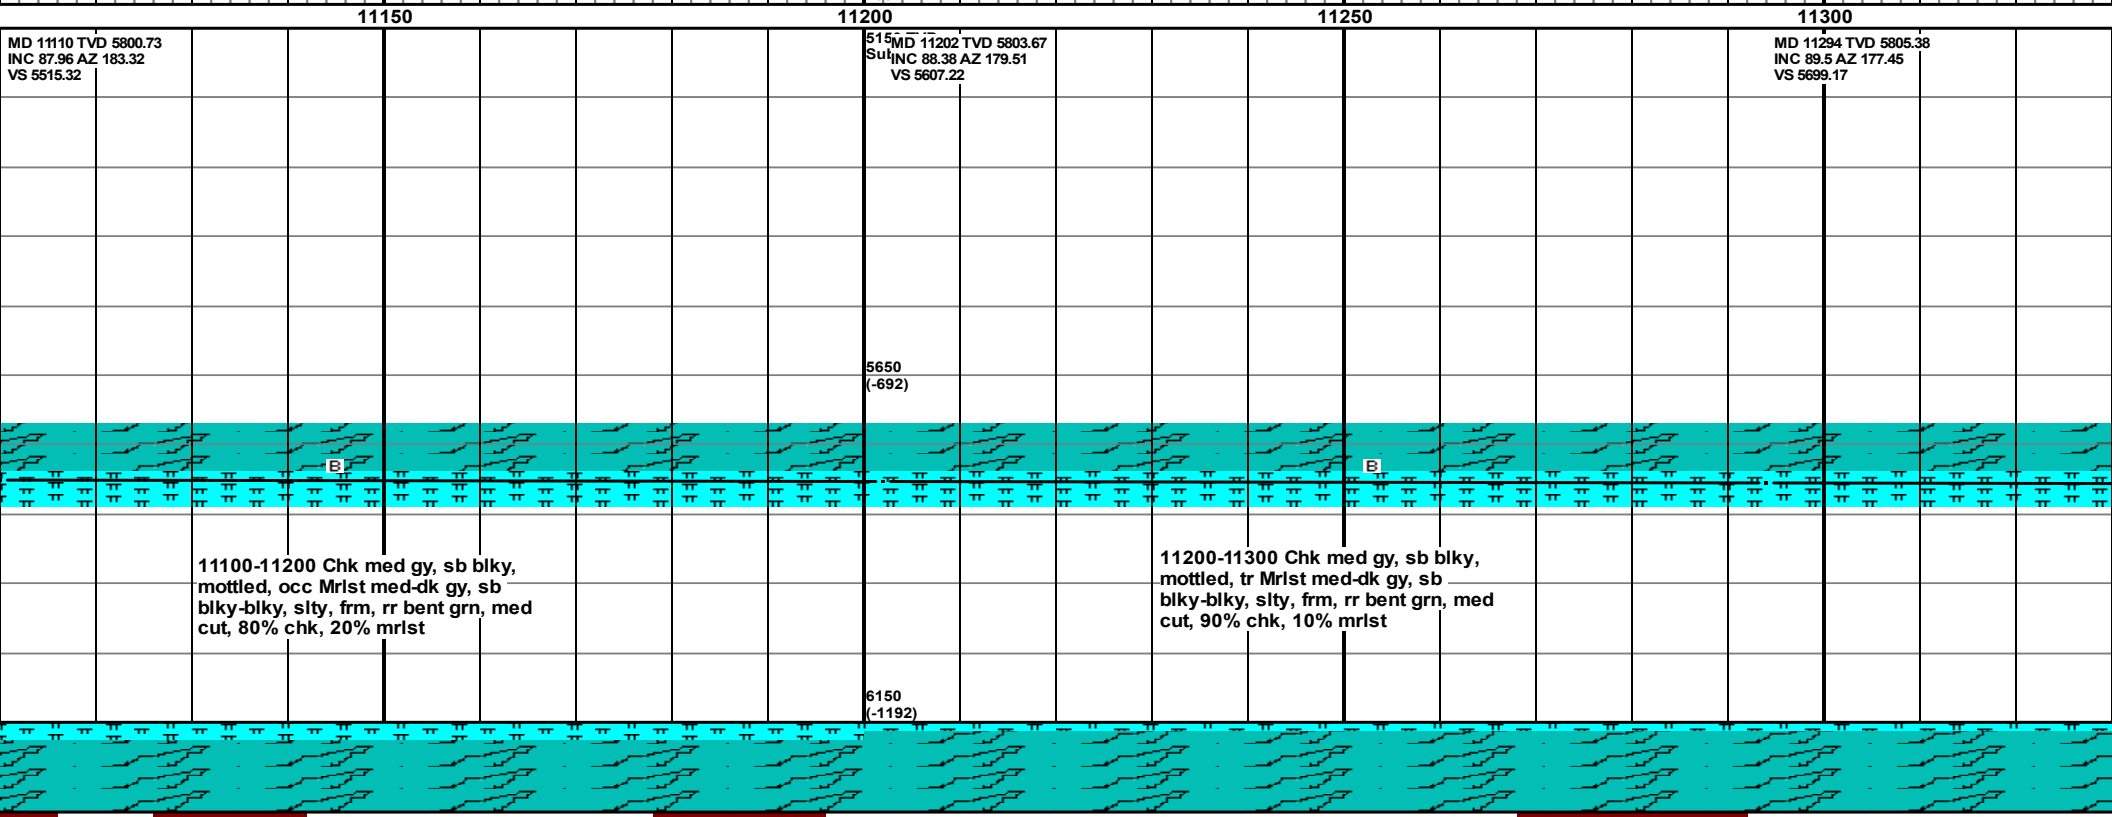 11150
11200
11250
11300
MD 11110 TVD 5800.73
INC 87.96 AZ 183.32
VS 5515.32
MD 11202 TVD 5803.67
INC 88.38 AZ 179.51
VS 5607.22
MD 11294 TVD 5805.38
INC 89.5 AZ 177.45
VS 5699.17
5650
(-692)
B
B
11100-11200 Chk med gy, sb blky,
mottled, occ Mrlst med-dk gy, sb
blky-blky, slty, frm, rr bent grn, med
cut, 80% chk, 20% mrlst
11200-11300 Chk med gy, sb blky,
mottled, tr Mrlst med-dk gy, sb
blky-blky, slty, frm, rr bent grn, med
cut, 90% chk, 10% mrlst
6150
(-1192)